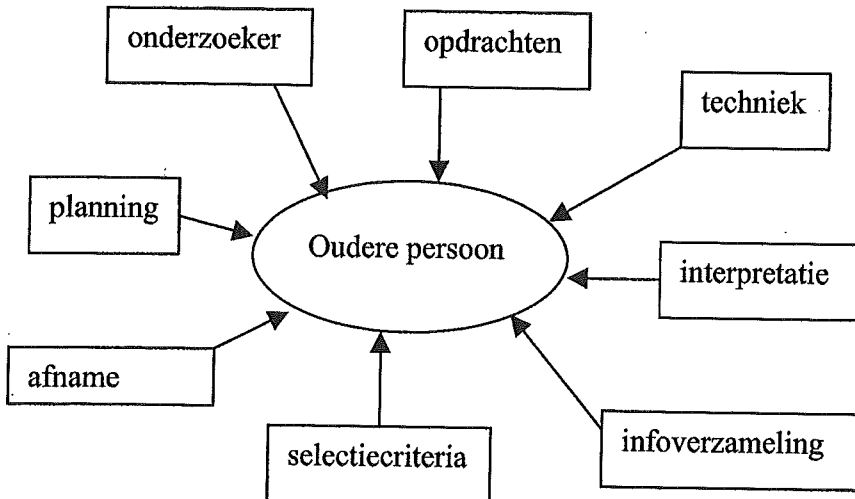 onderzoeker
opdrachten
techniek
planning
Oudere persoon
interpretatie
afname
selectiecriteria
infoverzameling